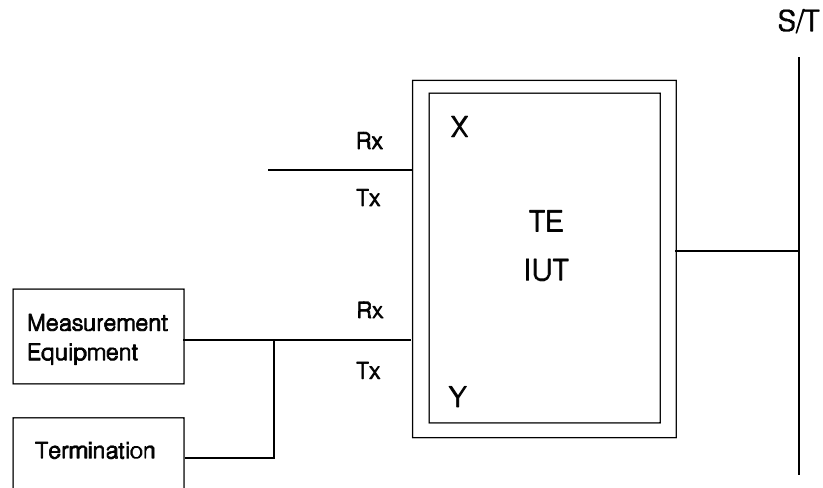 S/T
Rx
Tx
X
TE
IUT
Rx
Tx
Y
Measurement
Equipment
Termination